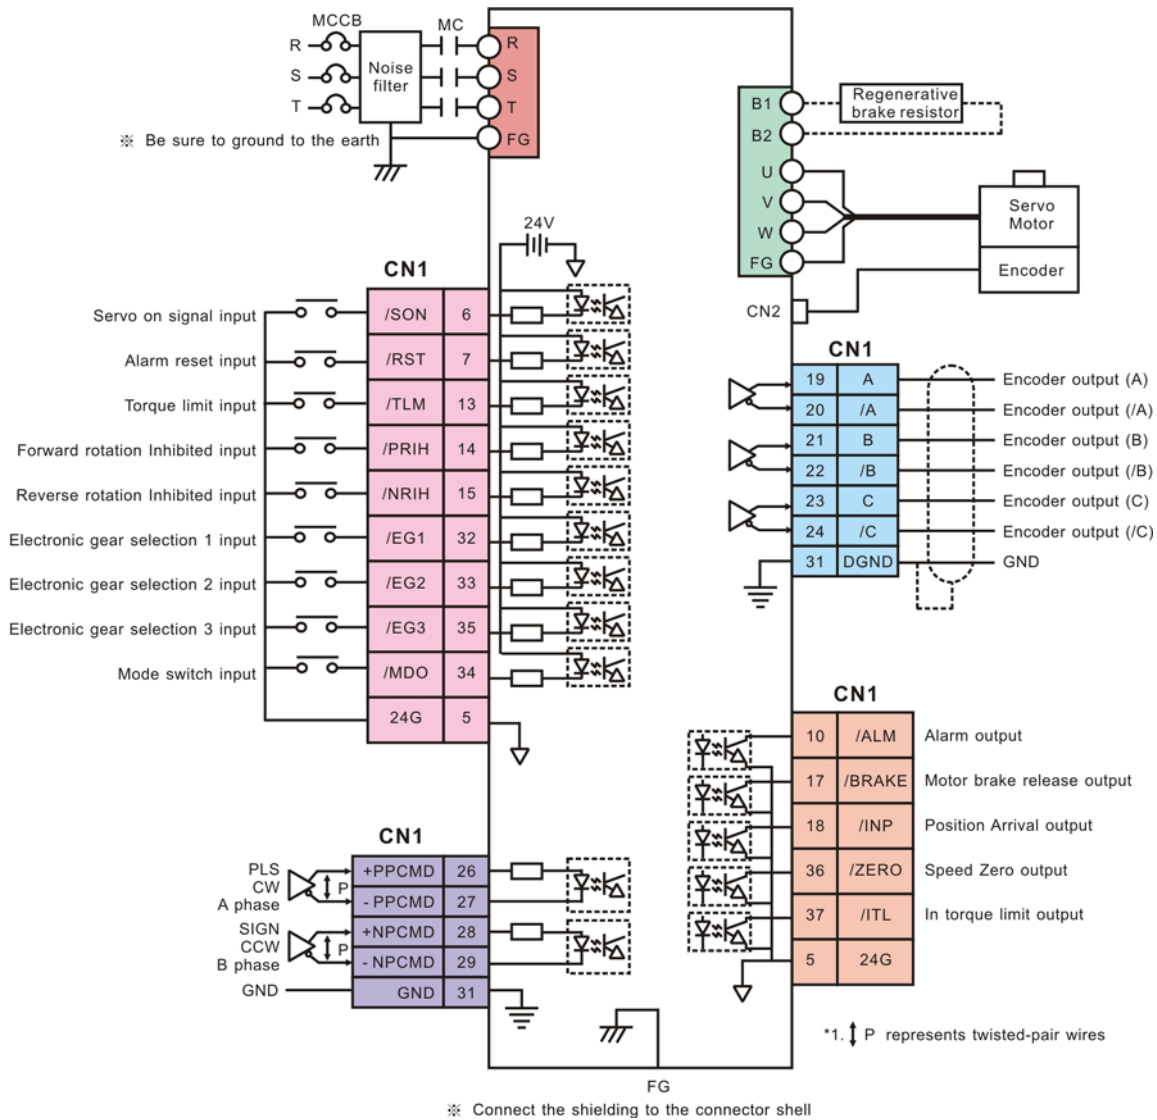 MCCB
MC
R
R
S
Noise filter
S
T
T
FG
※ Be sure to ground to the earth
B1
Regenerative brake resistor
B2
U
V
W
FG
Servo Motor
Encoder
CN2
24V
CN1
Servo on signal input /SON 6
Alarm reset input /RST 7
Torque limit input /TLM 13
Forward rotation Inhibited input /PRIH 14
Reverse rotation Inhibited input /NRIH 15
Electronic gear selection 1 input /EG1 32
Electronic gear selection 2 input /EG2 33
Electronic gear selection 3 input /EG3 35
Mode switch input /MDO 34
24G 5
CN1
19 A Encoder output (A)
20 /A Encoder output (/A)
21 B Encoder output (B)
22 /B Encoder output (/B)
23 C Encoder output (C)
24 /C Encoder output (/C)
31 DGND GND
CN1
10 /ALM Alarm output
17 /BRAKE Motor brake release output
18 /INP Position Arrival output
36 /ZERO Speed Zero output
37 /ITL In torque limit output
5 24G
CN1
PLS
CW
A phase
P
+PPCMD 26
- PPCMD 27
SIGN
CCW
B phase
P
+NPCMD 28
- NPCMD 29
GND GND 31
*1. ↕ P represents twisted-pair wires
FG
※ Connect the shielding to the connector shell